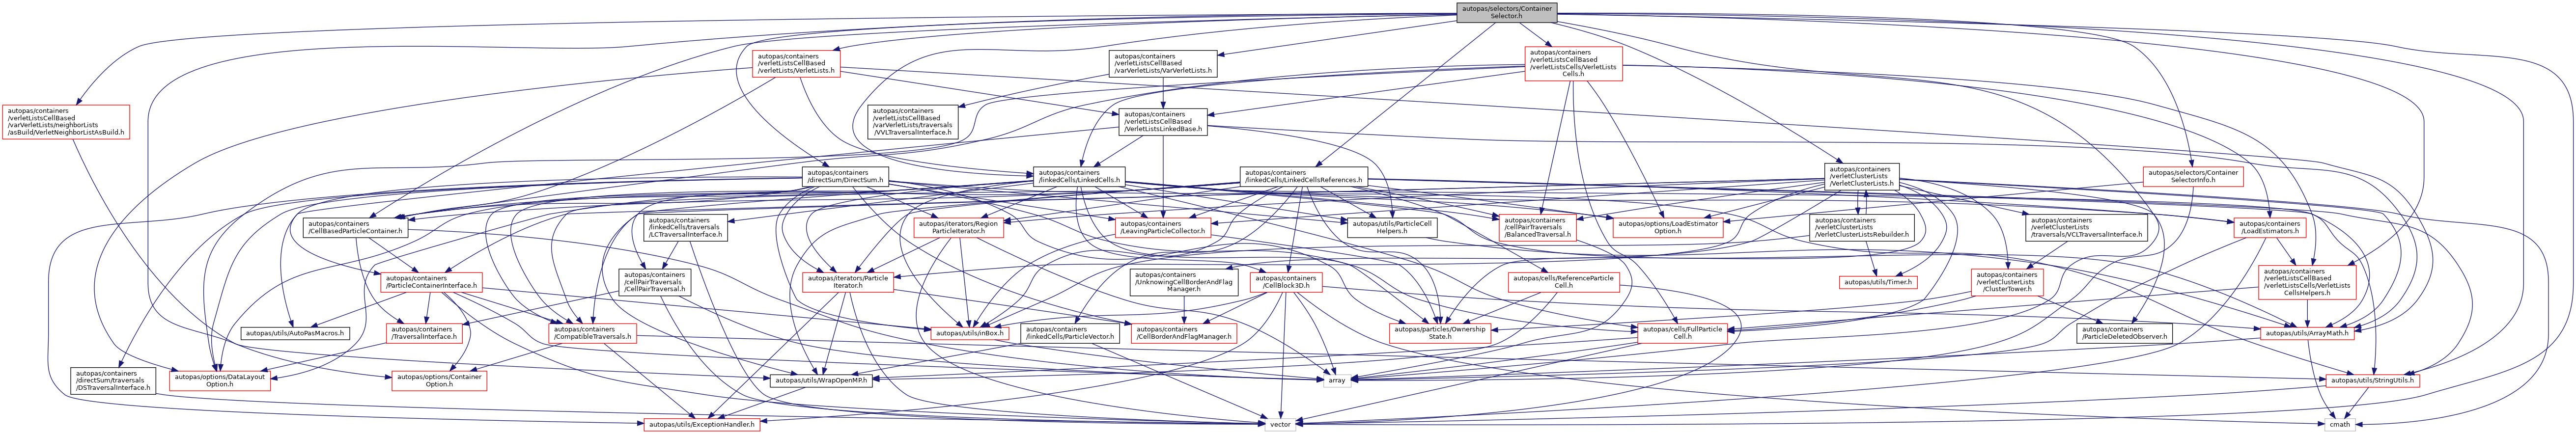 autopas/selectors/Container
Selector.h
autopas/containers
/verletListsCellBased
/verletLists/VerletLists.h
autopas/containers
/verletListsCellBased
/varVerletLists/VarVerletLists.h
autopas/containers
/verletListsCellBased
/verletListsCells/VerletLists
Cells.h
autopas/containers
/verletListsCellBased
/varVerletLists/neighborLists
/asBuild/VerletNeighborListAsBuild.h
autopas/containers
/verletListsCellBased
/varVerletLists/traversals
/VVLTraversalInterface.h
autopas/containers
/verletListsCellBased
/VerletListsLinkedBase.h
autopas/containers
/directSum/DirectSum.h
autopas/containers
/linkedCells/LinkedCells.h
autopas/containers
/linkedCells/LinkedCellsReferences.h
autopas/containers
/verletClusterLists
/VerletClusterLists.h
autopas/selectors/Container
SelectorInfo.h
autopas/containers
/CellBasedParticleContainer.h
autopas/containers
/linkedCells/traversals
/LCTraversalInterface.h
autopas/iterators/Region
ParticleIterator.h
autopas/containers
/LeavingParticleCollector.h
autopas/utils/ParticleCell
Helpers.h
autopas/containers
/cellPairTraversals
/BalancedTraversal.h
autopas/options/LoadEstimator
Option.h
autopas/containers
/verletClusterLists
/VerletClusterListsRebuilder.h
autopas/containers
/verletClusterLists
/traversals/VCLTraversalInterface.h
autopas/containers
/LoadEstimators.h
autopas/containers
/ParticleContainerInterface.h
autopas/containers
/cellPairTraversals
/CellPairTraversal.h
autopas/iterators/Particle
Iterator.h
autopas/containers
/UnknowingCellBorderAndFlag
Manager.h
autopas/containers
/CellBlock3D.h
autopas/cells/ReferenceParticle
Cell.h
autopas/utils/Timer.h
autopas/containers
/verletClusterLists
/ClusterTower.h
autopas/containers
/verletListsCellBased
/verletListsCells/VerletLists
CellsHelpers.h
autopas/utils/AutoPasMacros.h
autopas/containers
/TraversalInterface.h
autopas/containers
/CompatibleTraversals.h
autopas/utils/inBox.h
autopas/containers
/linkedCells/ParticleVector.h
autopas/containers
/CellBorderAndFlagManager.h
autopas/particles/Ownership
State.h
autopas/cells/FullParticle
Cell.h
autopas/containers
/ParticleDeletedObserver.h
autopas/utils/ArrayMath.h
autopas/containers
/directSum/traversals
/DSTraversalInterface.h
autopas/options/DataLayout
Option.h
autopas/options/Container
Option.h
autopas/utils/WrapOpenMP.h
array
autopas/utils/StringUtils.h
autopas/utils/ExceptionHandler.h
vector
cmath